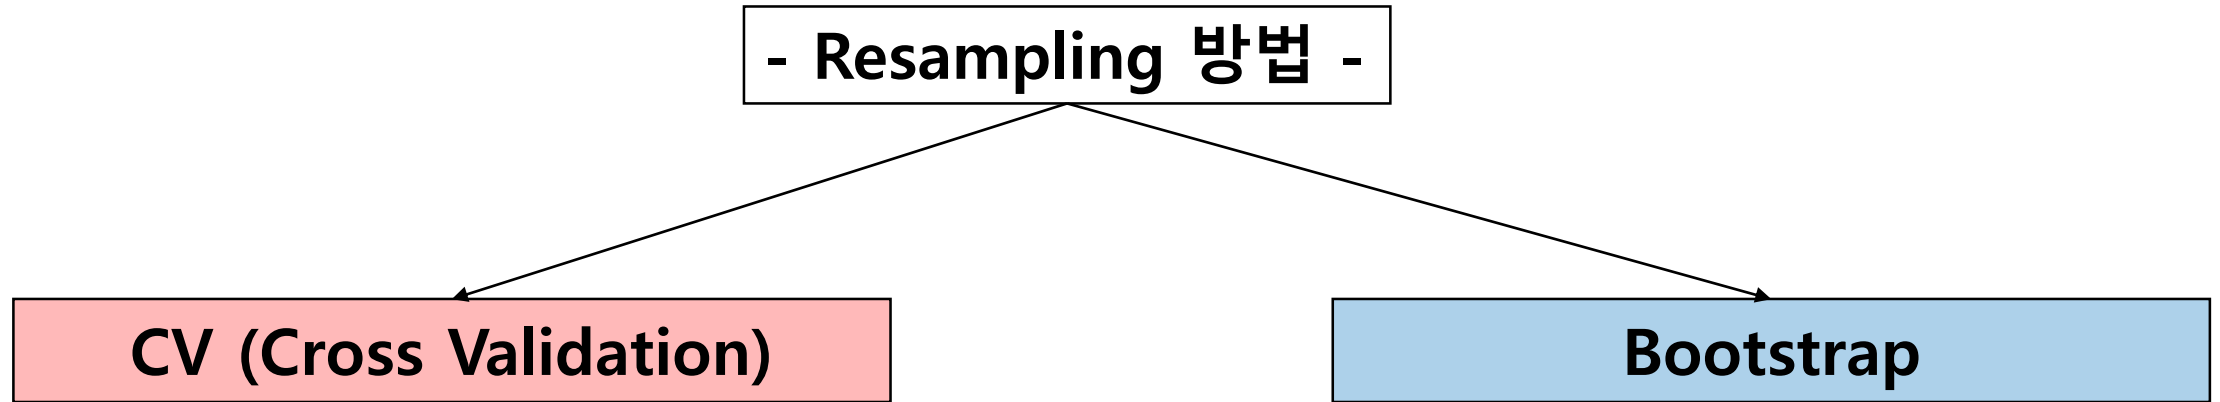 - Resampling 방법 -
CV (Cross Validation)
Bootstrap